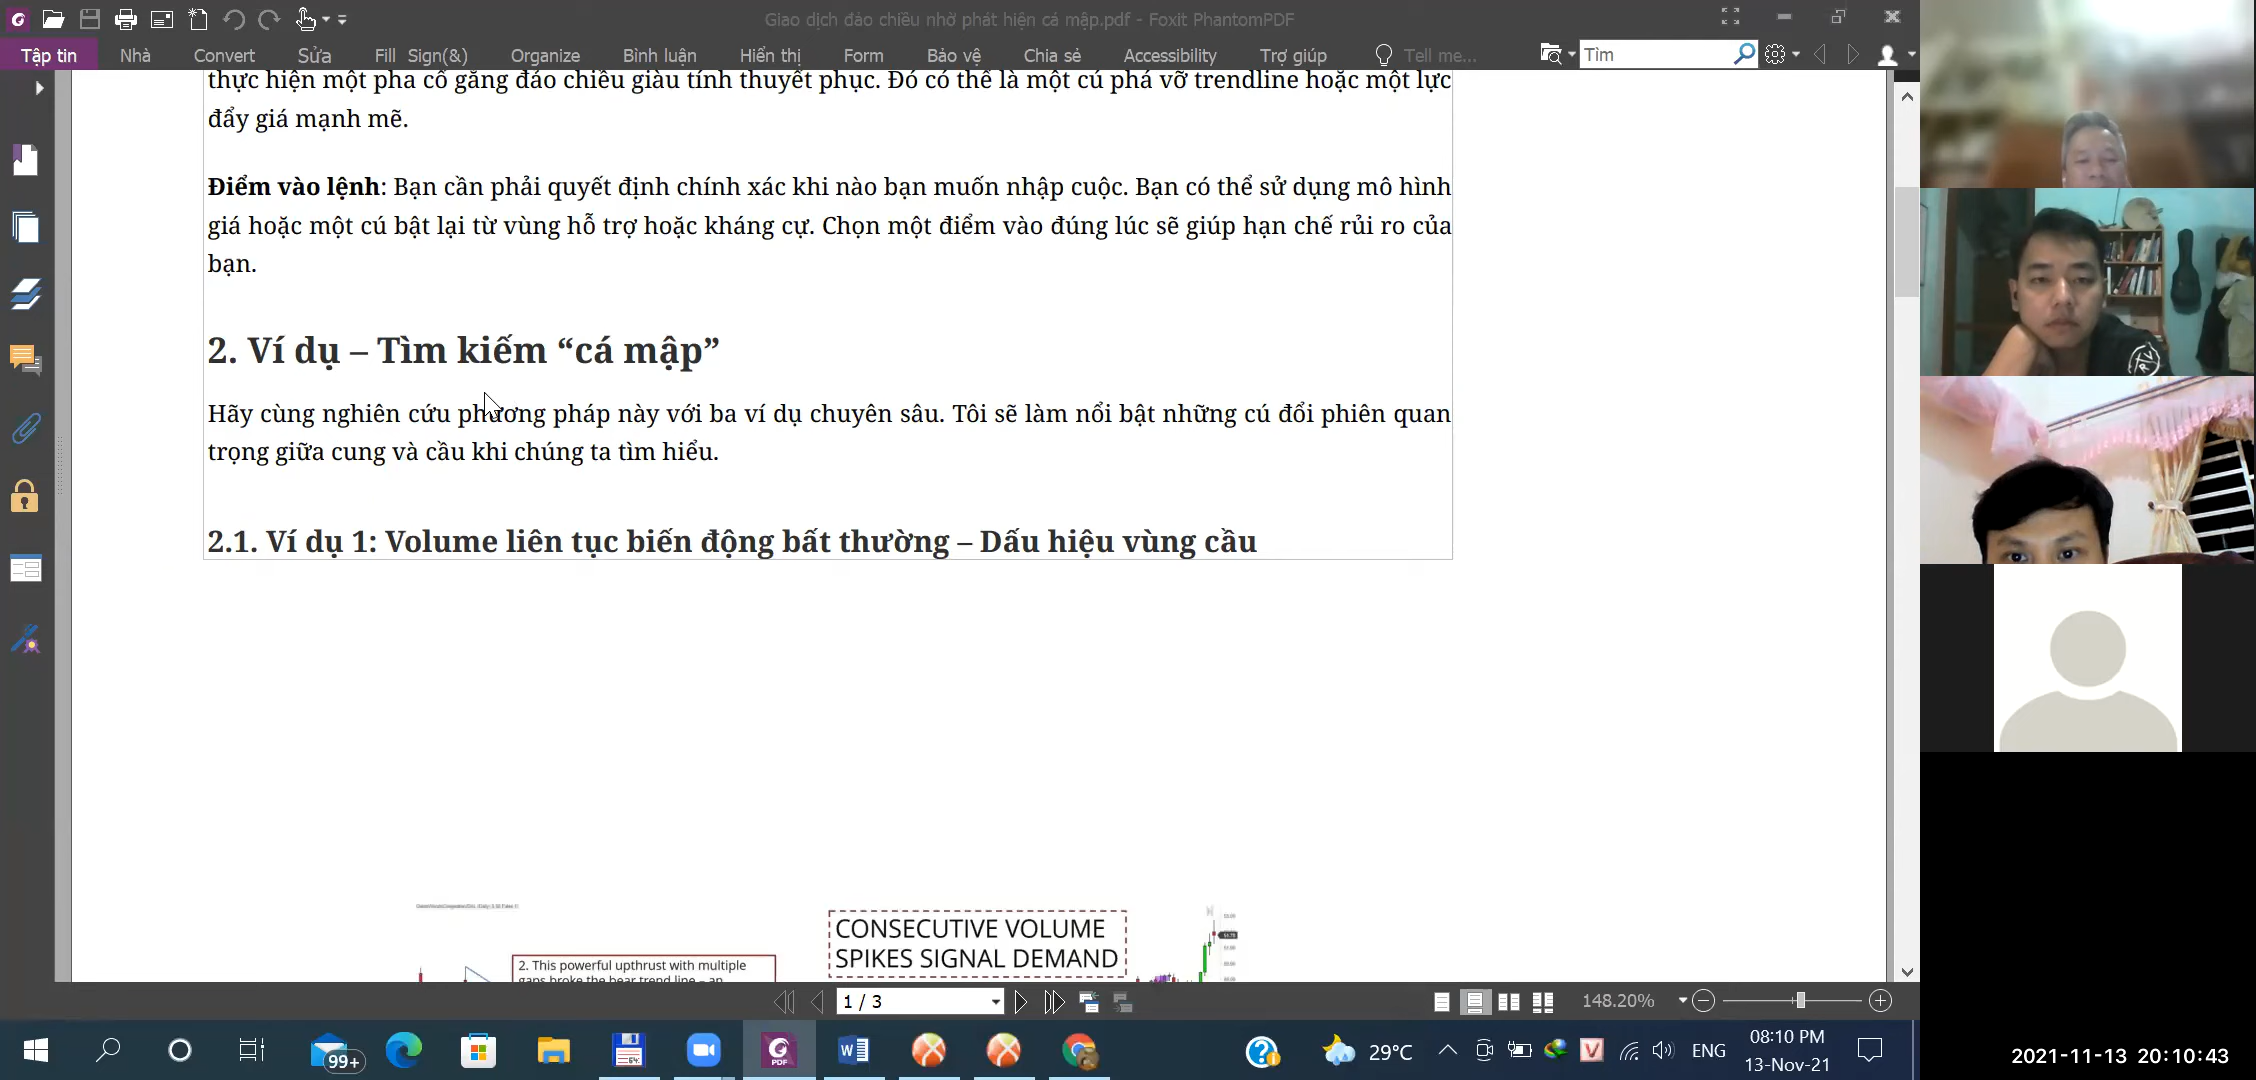 Giao dịch đảo chiều nhờ phát hiện cá mập.pdf - Foxit PhantomPDF
Tập tin Nhà Convert Sửa Fill Sign(&) Organize Bình luận Hiển thị Form Bảo vệ Chia sẻ Accessibility Trợ giúp Tell me... Tìm
thực hiện một pha cố gắng đảo chiều giàu tính thuyết phục. Đó có thể là một cú phá vỡ trendline hoặc một lực
đẩy giá mạnh mẽ.
Điểm vào lệnh: Bạn cần phải quyết định chính xác khi nào bạn muốn nhập cuộc. Bạn có thể sử dụng mô hình
giá hoặc một cú bật lại từ vùng hỗ trợ hoặc kháng cự. Chọn một điểm vào đúng lúc sẽ giúp hạn chế rủi ro của
bạn.
2. Ví dụ – Tìm kiếm “cá mập”
Hãy cùng nghiên cứu phương pháp này với ba ví dụ chuyên sâu. Tôi sẽ làm nổi bật những cú đổi phiên quan
trọng giữa cung và cầu khi chúng ta tìm hiểu.
2.1. Ví dụ 1: Volume liên tục biến động bất thường – Dấu hiệu vùng cầu
CONSECUTIVE VOLUME
SPIKES SIGNAL DEMAND
2. This powerful upthrust with multiple
gaps broke the bear trend line – an
1 / 3
148.20%
99+
PDF
29°C
ENG
08:10 PM
13-Nov-21
2021-11-13 20:10:43